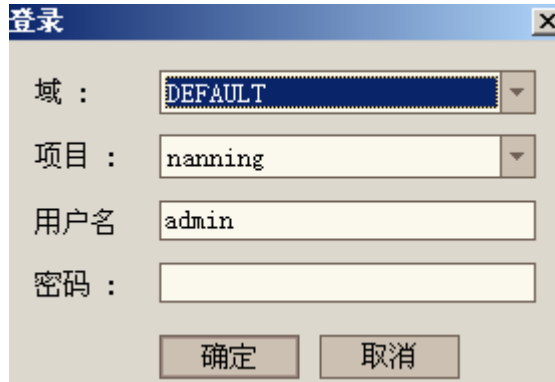 登录
域 : DEFAULT
项目 : nanning
用户名 admin
密码 :
确定 取消